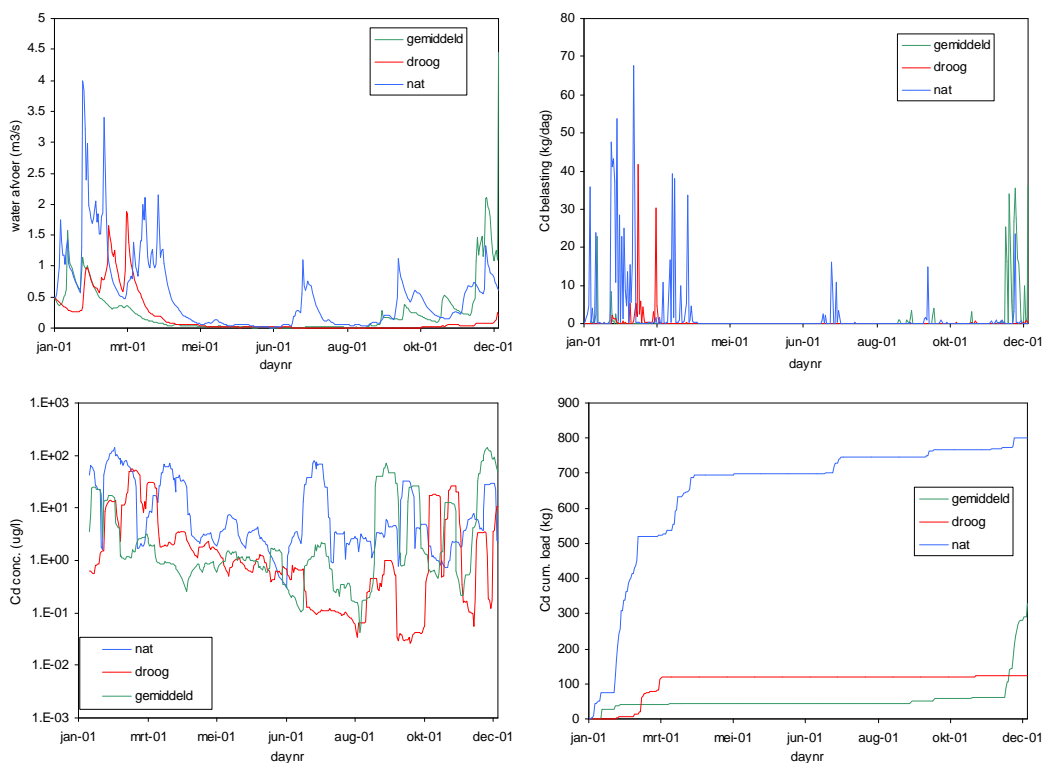 water afvoer (m3/s)
5
4.5
4
3.5
3
2.5
2
1.5
1
0.5
0
gemiddeld
droog
nat
jan-01 mrt-01 mei-01 jun-01 aug-01 okt-01 dec-01
daynr
Cd belasting (kg/dag)
80
70
60
50
40
30
20
10
0
gemiddeld
droog
nat
jan-01 mrt-01 mei-01 jun-01 aug-01 okt-01 dec-01
daynr
Cd conc. (ug/l)
1.E+03
1.E+02
1.E+01
1.E+00
1.E-01
1.E-02
1.E-03
nat
droog
gemiddeld
jan-01 mrt-01 mei-01 jun-01 aug-01 okt-01 dec-01
daynr
Cd cum. load (kg)
900
800
700
600
500
400
300
200
100
0
gemiddeld
droog
nat
jan-01 mrt-01 mei-01 jun-01 aug-01 okt-01 dec-01
daynr